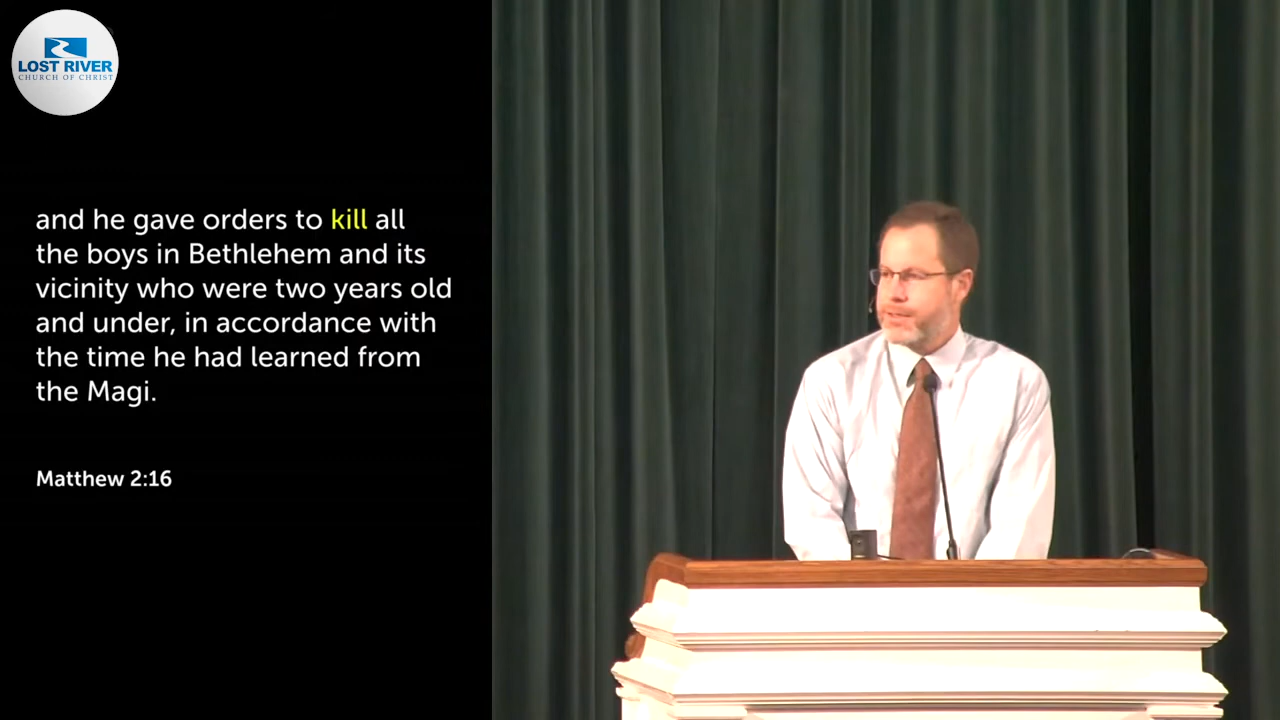 LOST RIVER
CHURCH OF CHRIST
and he gave orders to kill all
the boys in Bethlehem and its
vicinity who were two years old
and under, in accordance with
the time he had learned from
the Magi.
Matthew 2:16